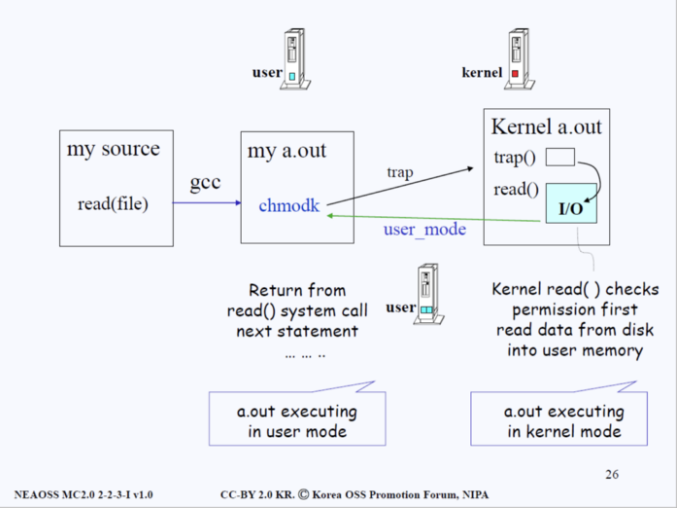 user
kernel
my source
read(file)
gcc
my a.out
chmodk
trap
user_mode
Kernel a.out
trap()
read()
I/O
Return from
read() system call
next statement
... ... ..
user
Kernel read( ) checks
permission first
read data from disk
into user memory
a.out executing
in user mode
a.out executing
in kernel mode
26
NEAOSS MC2.0 2-2-3-I v1.0
CC-BY 2.0 KR. Ⓒ Korea OSS Promotion Forum, NIPA